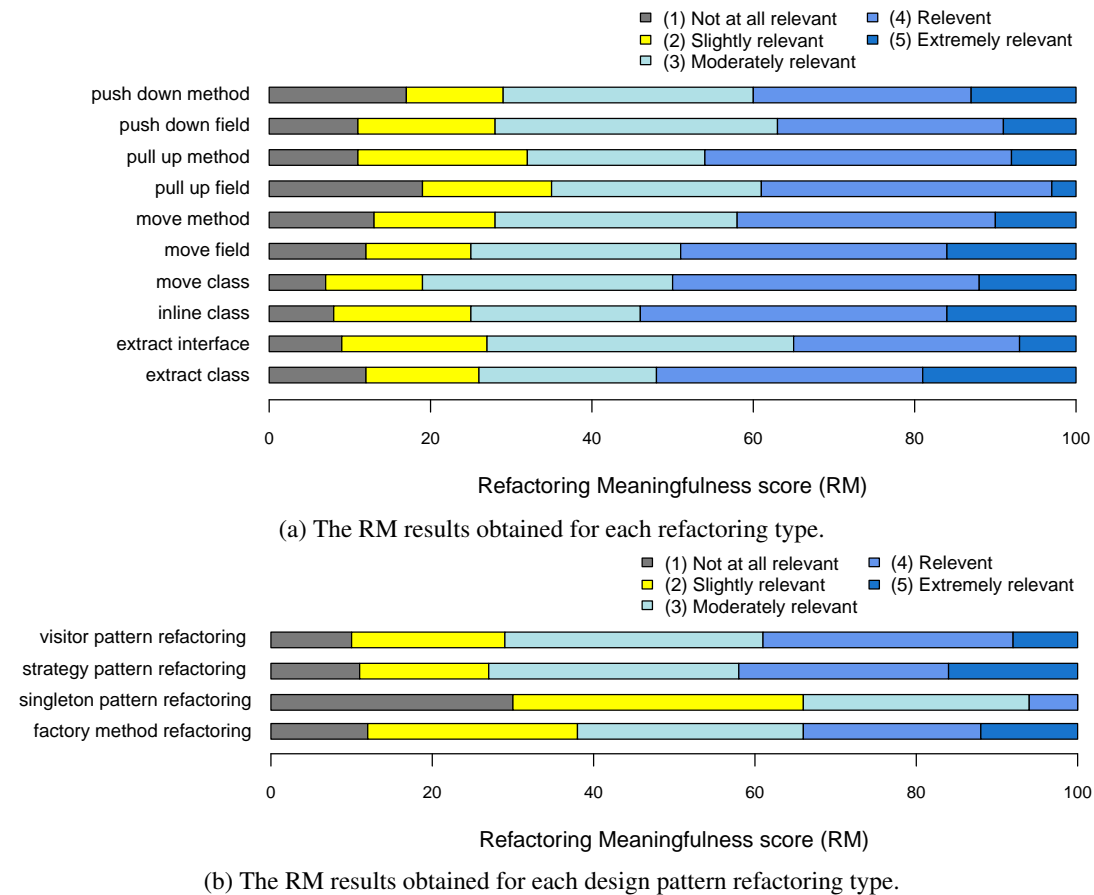 (1) Not at all relevant
(2) Slightly relevant
(3) Moderately relevant
(4) Relevent
(5) Extremely relevant
push down method
push down field
pull up method
pull up field
move method
move field
move class
inline class
extract interface
extract class
0 20 40 60 80 100
Refactoring Meaningfulness score (RM)
(a) The RM results obtained for each refactoring type.
(1) Not at all relevant
(2) Slightly relevant
(3) Moderately relevant
(4) Relevent
(5) Extremely relevant
visitor pattern refactoring
strategy pattern refactoring
singleton pattern refactoring
factory method refactoring
0 20 40 60 80 100
Refactoring Meaningfulness score (RM)
(b) The RM results obtained for each design pattern refactoring type.